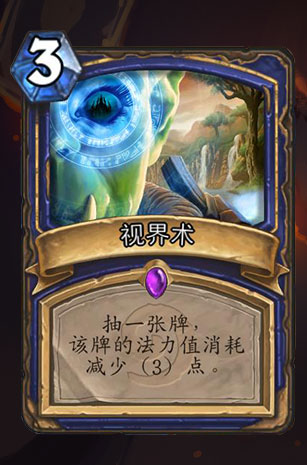 3
视界术
抽一张牌，
该牌的法力值消耗
减少（3）点。